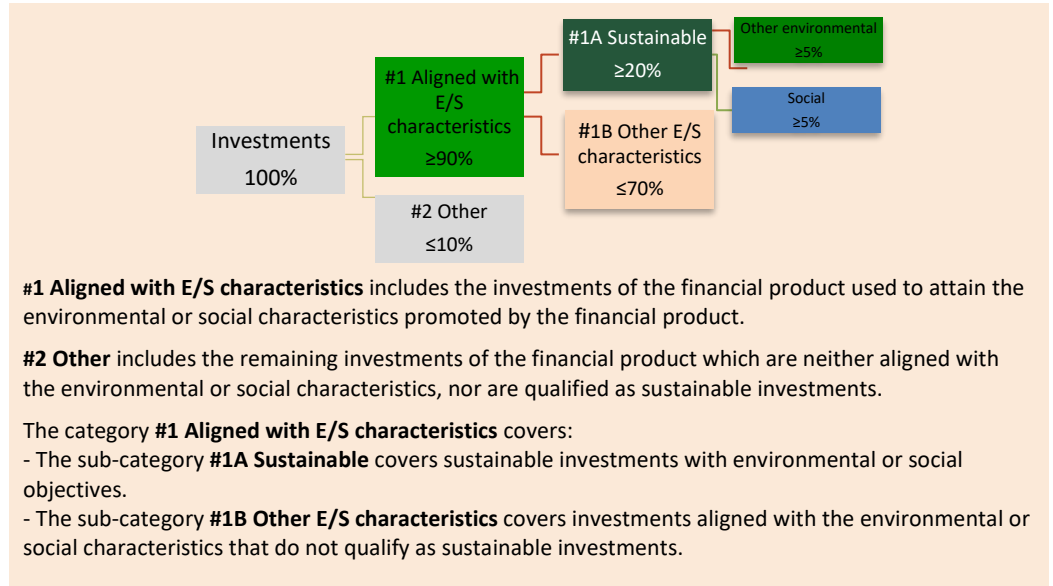 Investments
100%
#1 Aligned with
E/S
characteristics
≥90%
#2 Other
≤10%
#1A Sustainable
≥20%
#1B Other E/S
characteristics
≤70%
Other environmental
≥5%
Social
≥5%
#1 Aligned with E/S characteristics includes the investments of the financial product used to attain the
environmental or social characteristics promoted by the financial product.
#2 Other includes the remaining investments of the financial product which are neither aligned with
the environmental or social characteristics, nor are qualified as sustainable investments.
The category #1 Aligned with E/S characteristics covers:
- The sub-category #1A Sustainable covers sustainable investments with environmental or social
objectives.
- The sub-category #1B Other E/S characteristics covers investments aligned with the environmental or
social characteristics that do not qualify as sustainable investments.